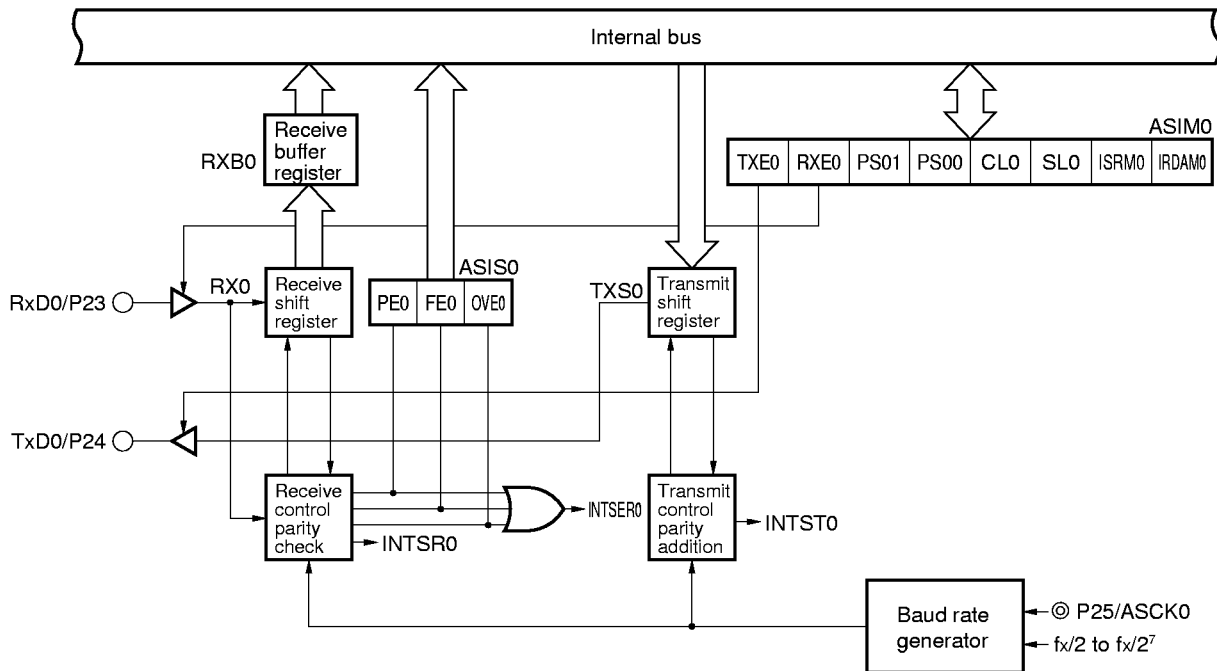 Internal bus
ASIM0
RXB0
Receive
buffer
register
TXE0 RXE0 PS01 PS00 CL0 SL0 ISRM0 IRDAM0
ASIS0
RxD0/P23
RX0
Receive
shift
register
PE0 FE0 OVE0
TXS0
Transmit
shift
register
TxD0/P24
Receive
control
parity
check
INTSER0
INTSR0
Transmit
control
parity
addition
INTST0
Baud rate
generator
P25/ASCK0
fx/2 to fx/2⁷